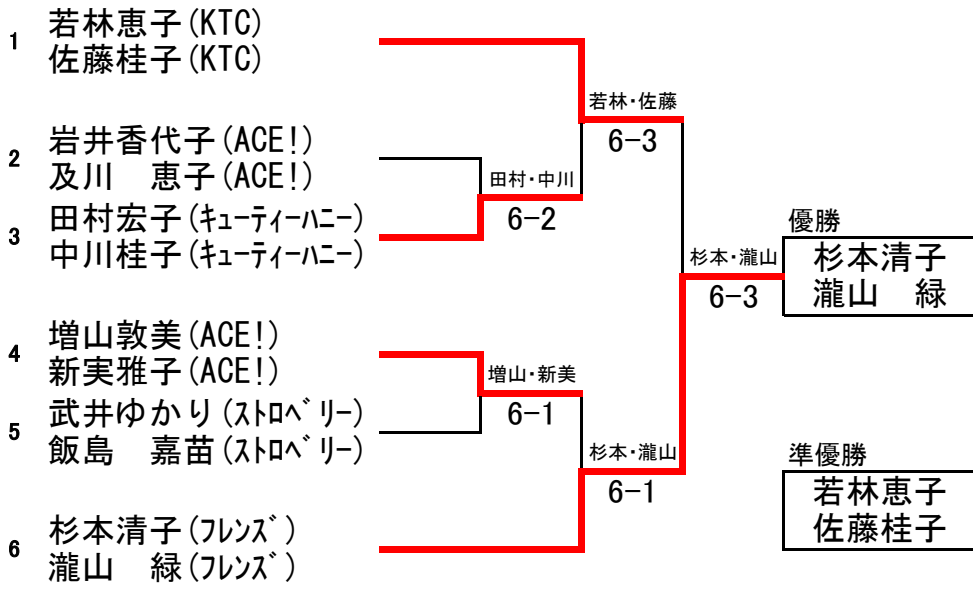 1
若林恵子(KTC)
佐藤桂子(KTC)
2
岩井香代子(ACE!)
及川　恵子(ACE!)
3
田村宏子(ｷｭｰﾃｨｰﾊﾆｰ)
中川桂子(ｷｭｰﾃｨｰﾊﾆｰ)
4
増山敦美(ACE!)
新実雅子(ACE!)
5
武井ゆかり(ｽﾄﾛﾍﾞﾘｰ)
飯島　嘉苗(ｽﾄﾛﾍﾞﾘｰ)
6
杉本清子(ﾌﾚﾝｽﾞ)
瀧山　緑(ﾌﾚﾝｽﾞ)
田村・中川
6-2
増山・新美
6-1
若林・佐藤
6-3
杉本・瀧山
6-1
杉本・瀧山
6-3
優勝
杉本清子
瀧山　緑
準優勝
若林恵子
佐藤桂子